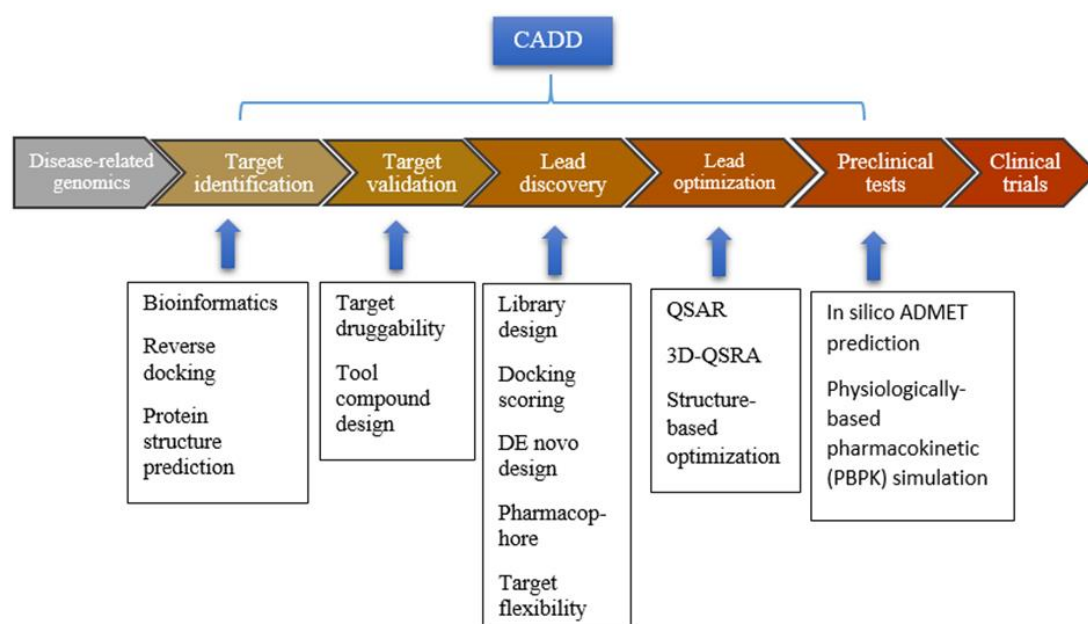 CADD
Disease-related
genomics
Target
identification
Target
validation
Lead
discovery
Lead
optimization
Preclinical
tests
Clinical
trials
Bioinformatics
Reverse
docking
Protein
structure
prediction
Target
druggability
Tool
compound
design
Library
design
Docking
scoring
DE novo
design
Pharmacop-
hore
Target
flexibility
QSAR
3D-QSRA
Structure-
based
optimization
In silico ADMET
prediction
Physiologically-
based
pharmacokinetic
(PBPK) simulation